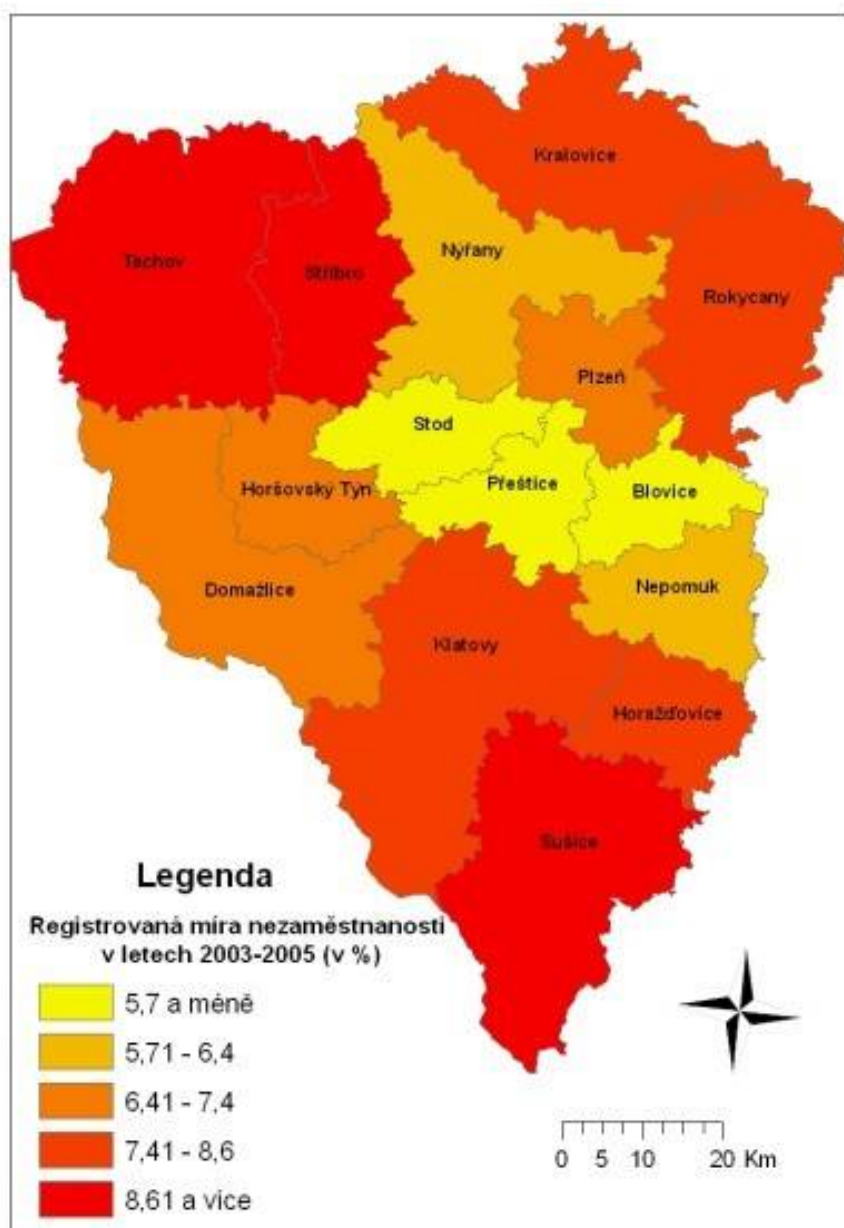 Kralovice
Tachov
Stříbro
Nýřany
Rokycany
Plzeň
Stod
Přeštice
Blovice
Horšovský Týn
Domažlice
Nepomuk
Klatovy
Horažďovice
Sušice
Legenda
Registrovaná míra nezaměstnanosti
v letech 2003-2005 (v %)
5,7 a méně
5,71 - 6,4
6,41 - 7,4
7,41 - 8,6
8,61 a více
0 5 10 20 Km